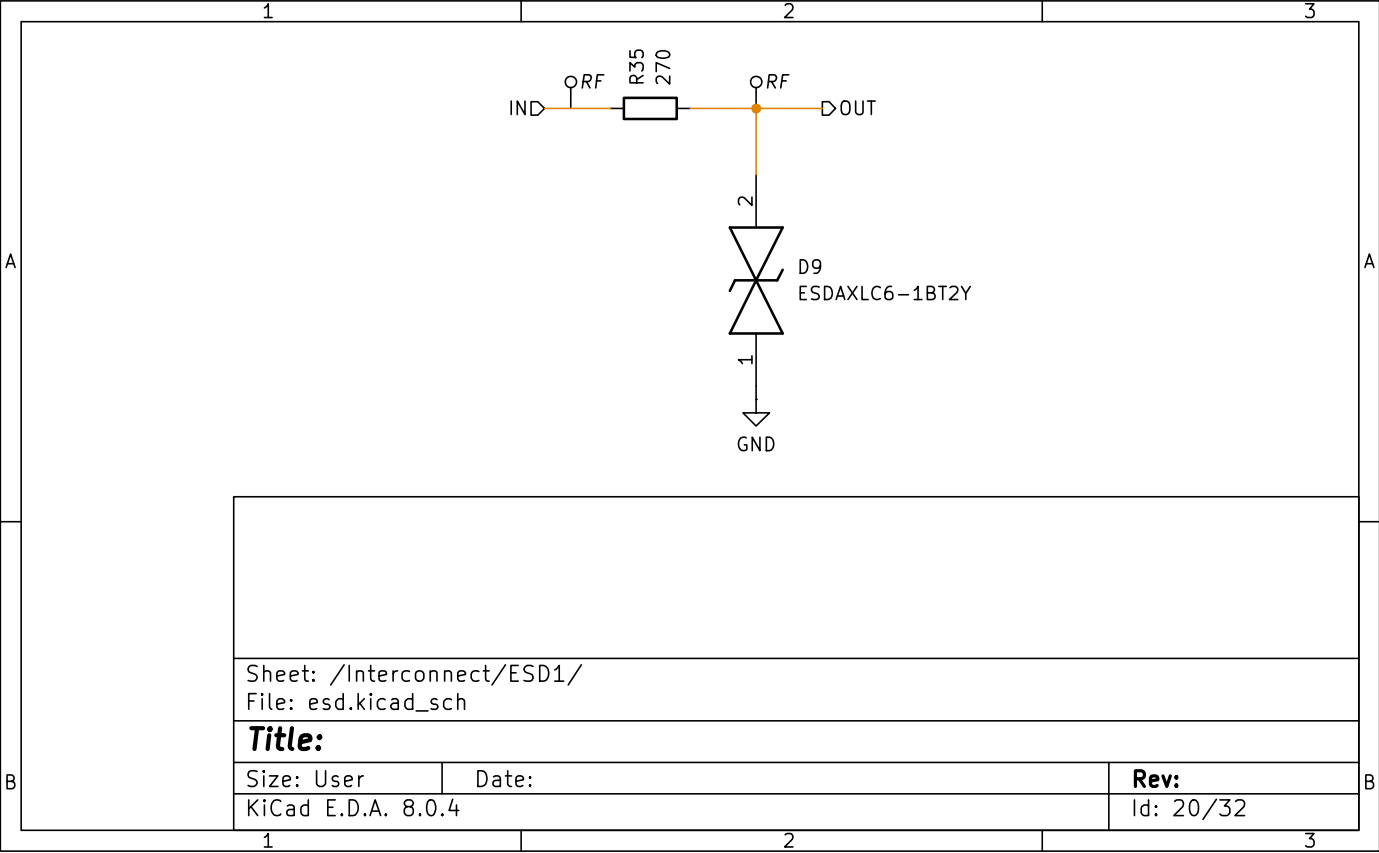 1 2 3
R35
270
RF
RF
IN
OUT
2
A
A
D9
ESDAXLC6-1BT2Y
1
GND
Sheet: /Interconnect/ESD1/
File: esd.kicad_sch
Title:
Size: User Date: Rev:
B
B
KiCad E.D.A. 8.0.4 Id: 20/32
1 2 3